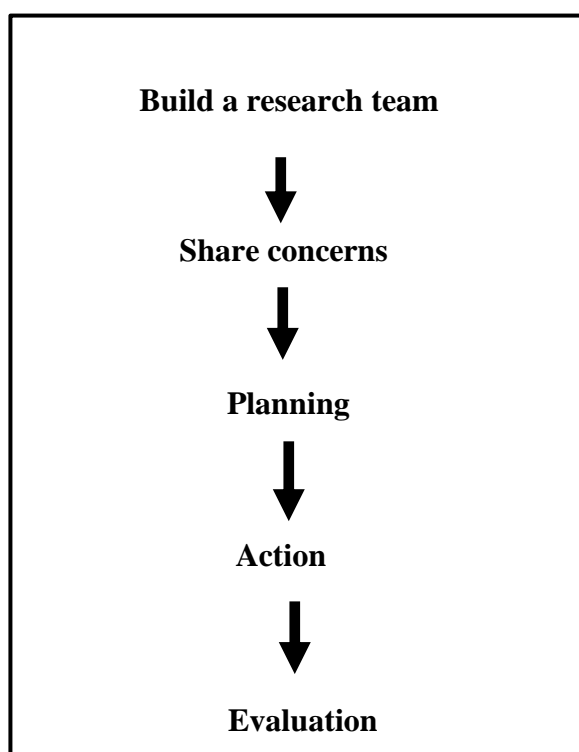 Build a research team
Share concerns
Planning
Action
Evaluation